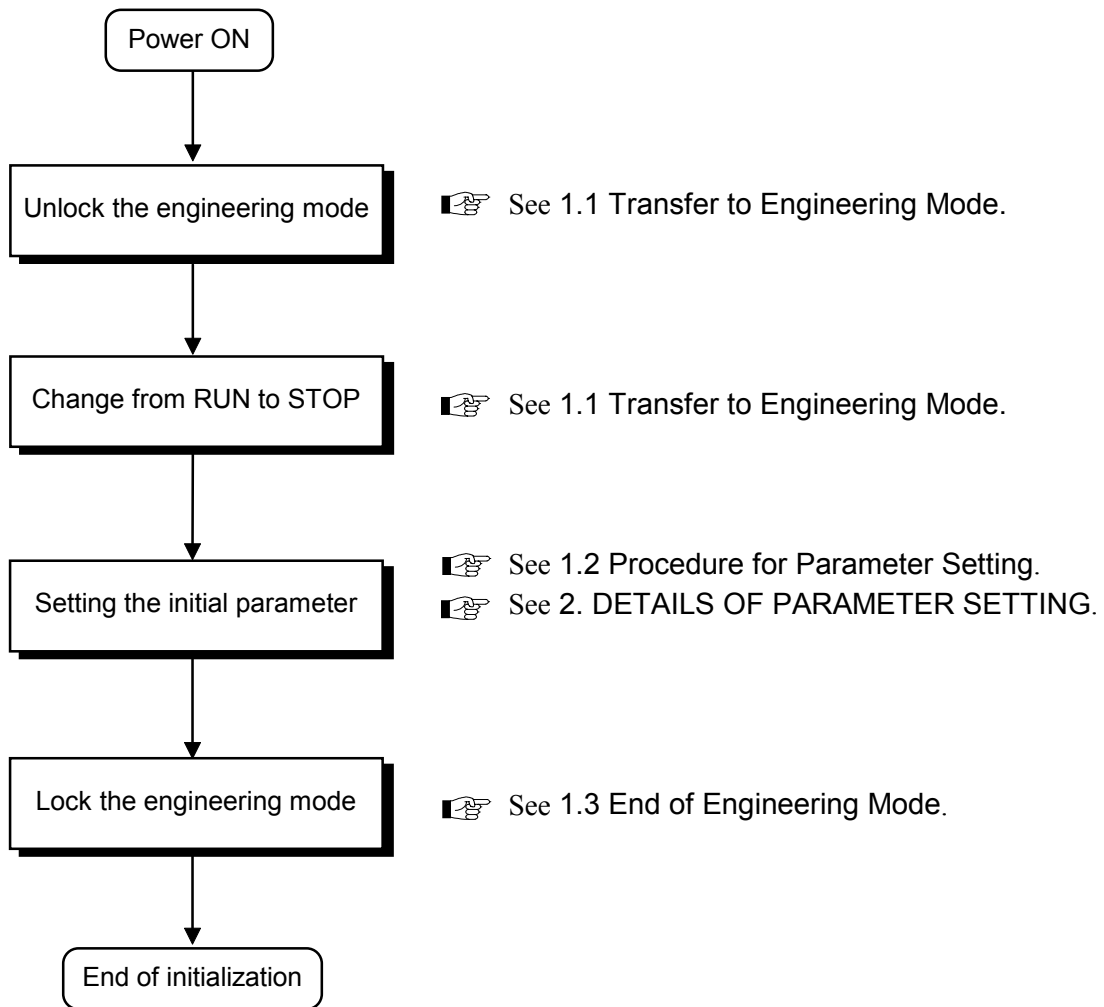 Power ON
Unlock the engineering mode
See 1.1 Transfer to Engineering Mode.
Change from RUN to STOP
See 1.1 Transfer to Engineering Mode.
Setting the initial parameter
See 1.2 Procedure for Parameter Setting.
See 2. DETAILS OF PARAMETER SETTING.
Lock the engineering mode
See 1.3 End of Engineering Mode.
End of initialization